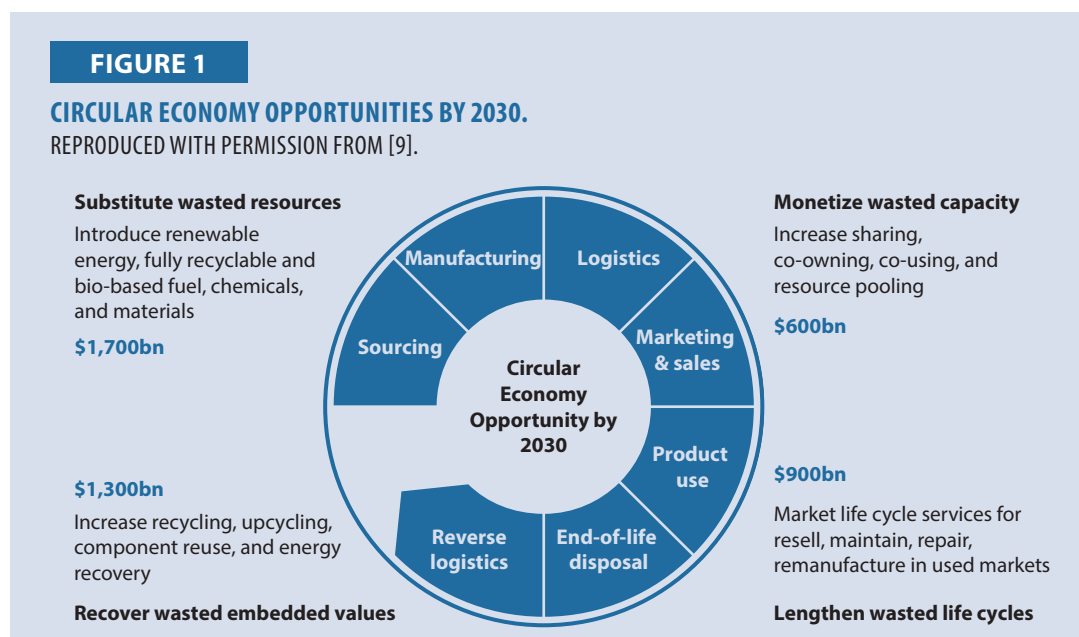 FIGURE 1
CIRCULAR ECONOMY OPPORTUNITIES BY 2030.
REPRODUCED WITH PERMISSION FROM [9].
Substitute wasted resources
Introduce renewable
energy, fully recyclable and
bio-based fuel, chemicals,
and materials
$1,700bn
Monetize wasted capacity
Increase sharing,
co-owning, co-using, and
resource pooling
$600bn
Manufacturing
Logistics
Sourcing
Marketing
& sales
Circular
Economy
Opportunity by
2030
Product
use
Reverse
logistics
End-of-life
disposal
$1,300bn
Increase recycling, upcycling,
component reuse, and energy
recovery
Recover wasted embedded values
$900bn
Market life cycle services for
resell, maintain, repair,
remanufacture in used markets
Lengthen wasted life cycles